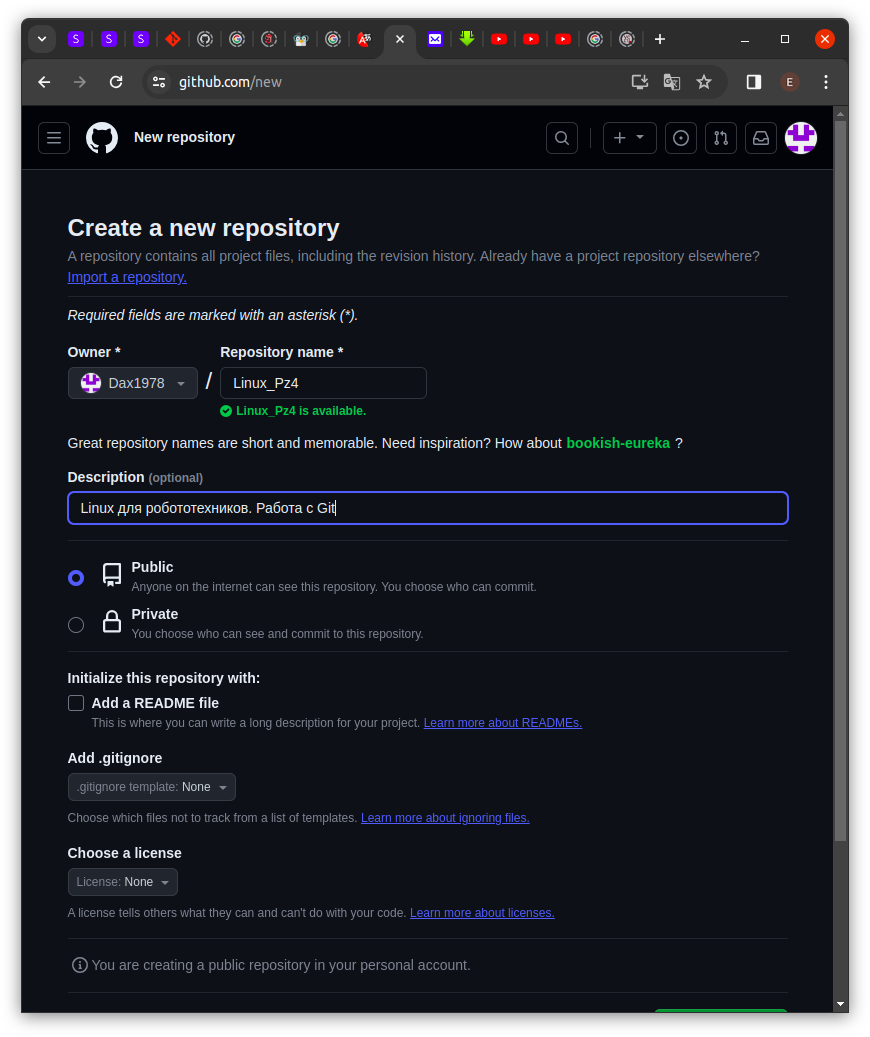 S
S
S
github.com/new
E
New repository
Create a new repository
A repository contains all project files, including the revision history. Already have a project repository elsewhere?
Import a repository.
Required fields are marked with an asterisk (*).
Owner * Repository name *
Dax1978 / Linux_Pz4
Linux_Pz4 is available.
Great repository names are short and memorable. Need inspiration? How about bookish-eureka ?
Description (optional)
Linux для робототехников. Работа с Git
Public
Anyone on the internet can see this repository. You choose who can commit.
Private
You choose who can see and commit to this repository.
Initialize this repository with:
Add a README file
This is where you can write a long description for your project. Learn more about READMEs.
Add .gitignore
.gitignore template: None
Choose which files not to track from a list of templates. Learn more about ignoring files.
Choose a license
License: None
A license tells others what they can and can't do with your code. Learn more about licenses.
You are creating a public repository in your personal account.